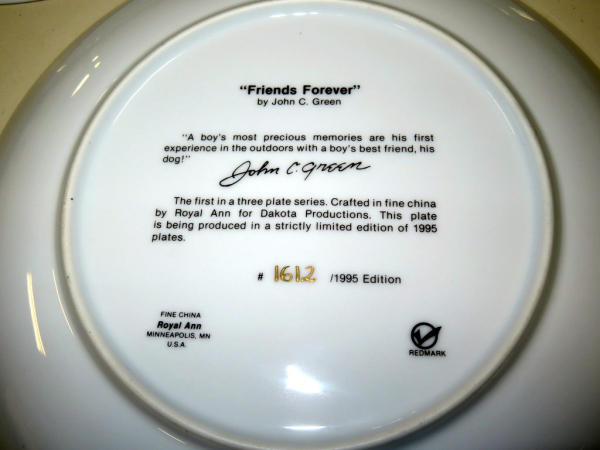 "Friends Forever"
by John C. Green
"A boy's most precious memories are his first
experience in the outdoors with a boy's best friend, his
dog!"
John C. Green
The first in a three plate series. Crafted in fine china
by Royal Ann for Dakota Productions. This plate
is being produced in a strictly limited edition of 1995
plates.
# 1612 /1995 Edition
FINE CHINA
Royal Ann
MINNEAPOLIS, MN
U.S.A.
REDMARK